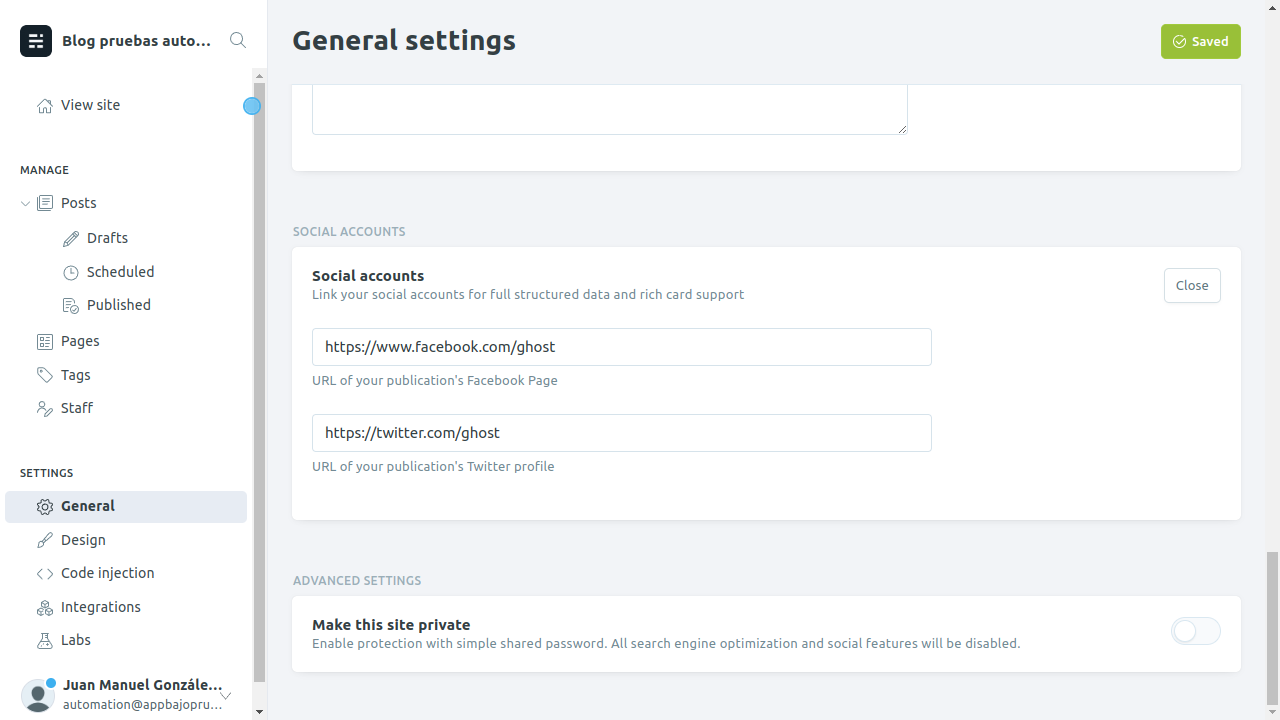 Blog pruebas auto...
View site
MANAGE
Posts
Drafts
Scheduled
Published
Pages
Tags
Staff
SETTINGS
General
Design
Code injection
Integrations
Labs
Juan Manuel Gonzále...
automation@appbajopru...
General settings
Saved
SOCIAL ACCOUNTS
Social accounts
Link your social accounts for full structured data and rich card support
Close
https://www.facebook.com/ghost
URL of your publication's Facebook Page
https://twitter.com/ghost
URL of your publication's Twitter profile
ADVANCED SETTINGS
Make this site private
Enable protection with simple shared password. All search engine optimization and social features will be disabled.